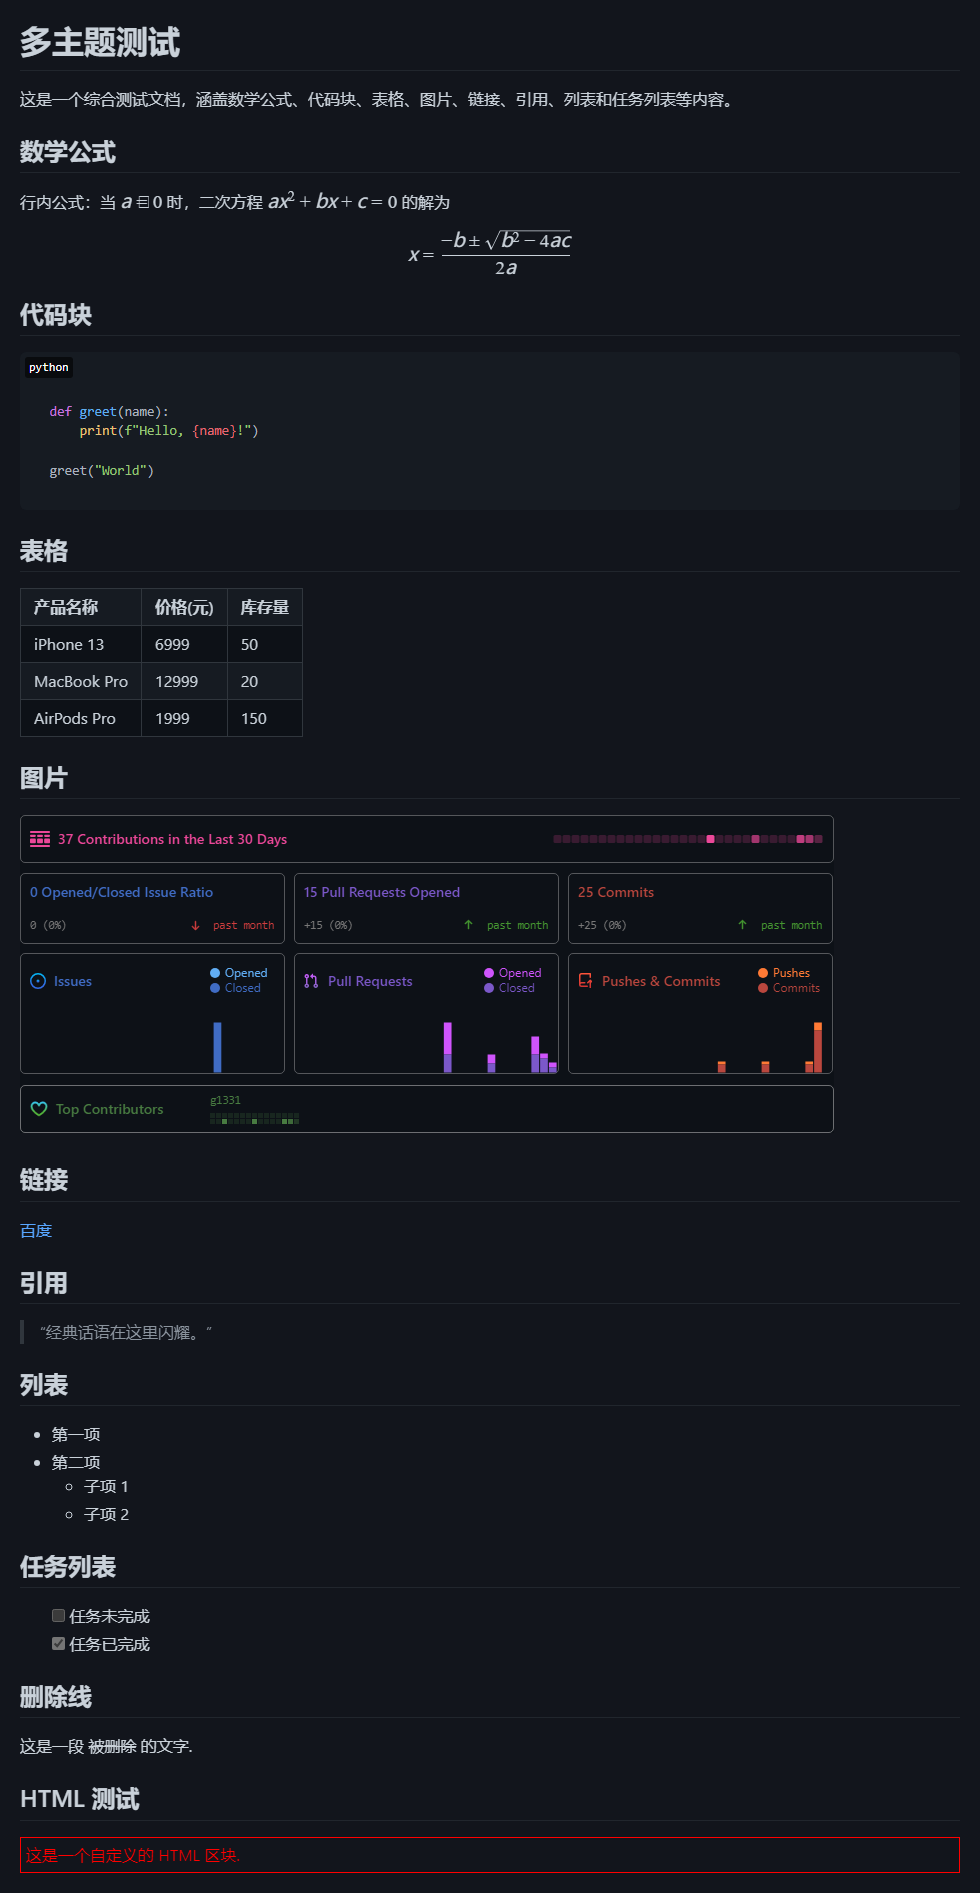 多主题测试
这是一个综合测试文档，涵盖数学公式、代码块、表格、图片、链接、引用、列表和任务列表等内容。
数学公式
行内公式：当 a ∃ 0 时，二次方程 ax² + bx + c = 0 的解为
x = (−b ± √(b² − 4ac)) / 2a
代码块
python
def greet(name):
    print(f"Hello, {name}!")
greet("World")
表格
产品名称 价格(元) 库存量
iPhone 13 6999 50
MacBook Pro 12999 20
AirPods Pro 1999 150
图片
37 Contributions in the Last 30 Days
0 Opened/Closed Issue Ratio
0 (0%) ↓ past month
15 Pull Requests Opened
+15 (0%) ↑ past month
25 Commits
+25 (0%) ↑ past month
Issues
Opened
Closed
Pull Requests
Opened
Closed
Pushes & Commits
Pushes
Commits
Top Contributors
g1331
链接
百度
引用
“经典话语在这里闪耀。”
列表
• 第一项
• 第二项
◦ 子项 1
◦ 子项 2
任务列表
任务未完成
任务已完成
删除线
这是一段 被删除 的文字.
HTML 测试
这是一个自定义的 HTML 区块.